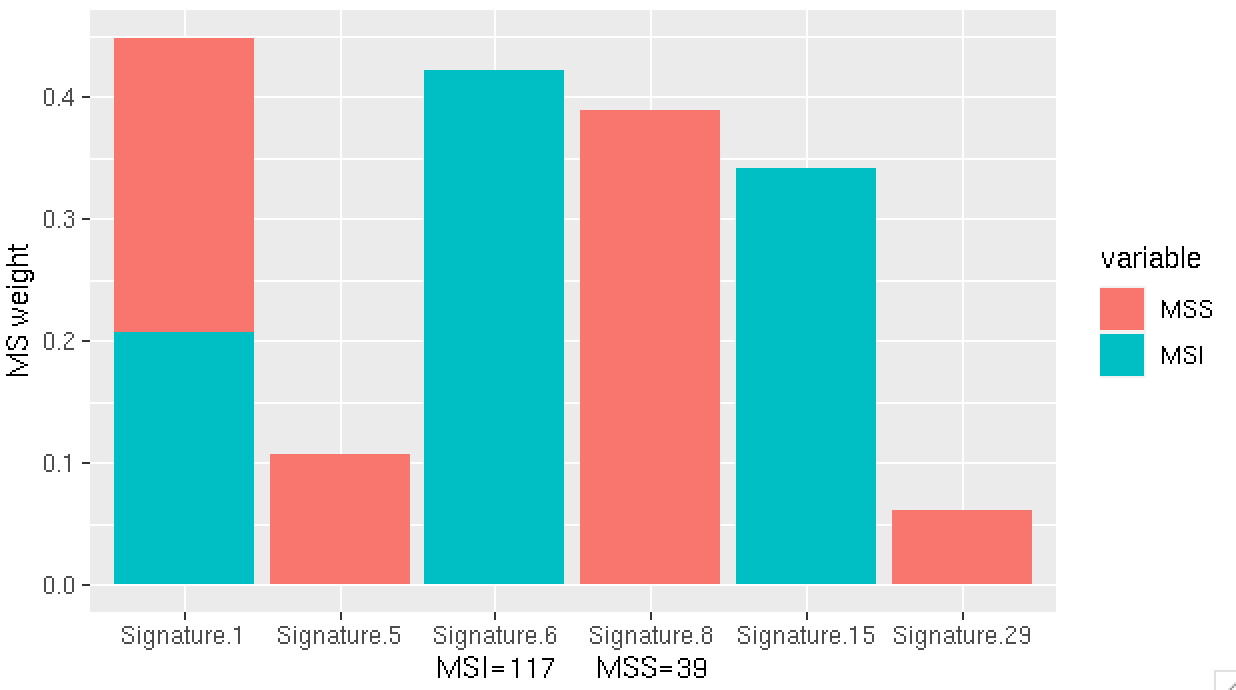 MS weight
0.4
0.3
0.2
0.1
0.0
Signature.1 Signature.5 Signature.6 Signature.8 Signature.15 Signature.29
MSI=117 MSS=39
variable
MSS
MSI